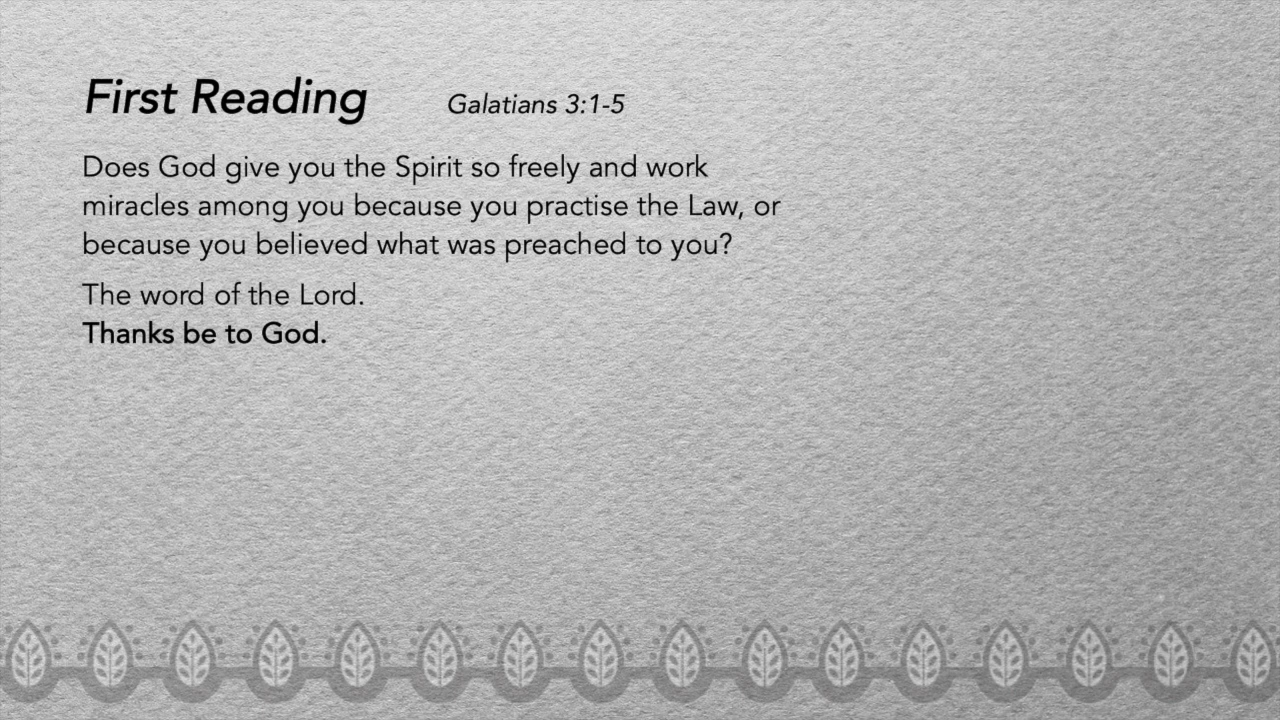 First Reading Galatians 3:1-5
Does God give you the Spirit so freely and work
miracles among you because you practise the Law, or
because you believed what was preached to you?
The word of the Lord.
Thanks be to God.